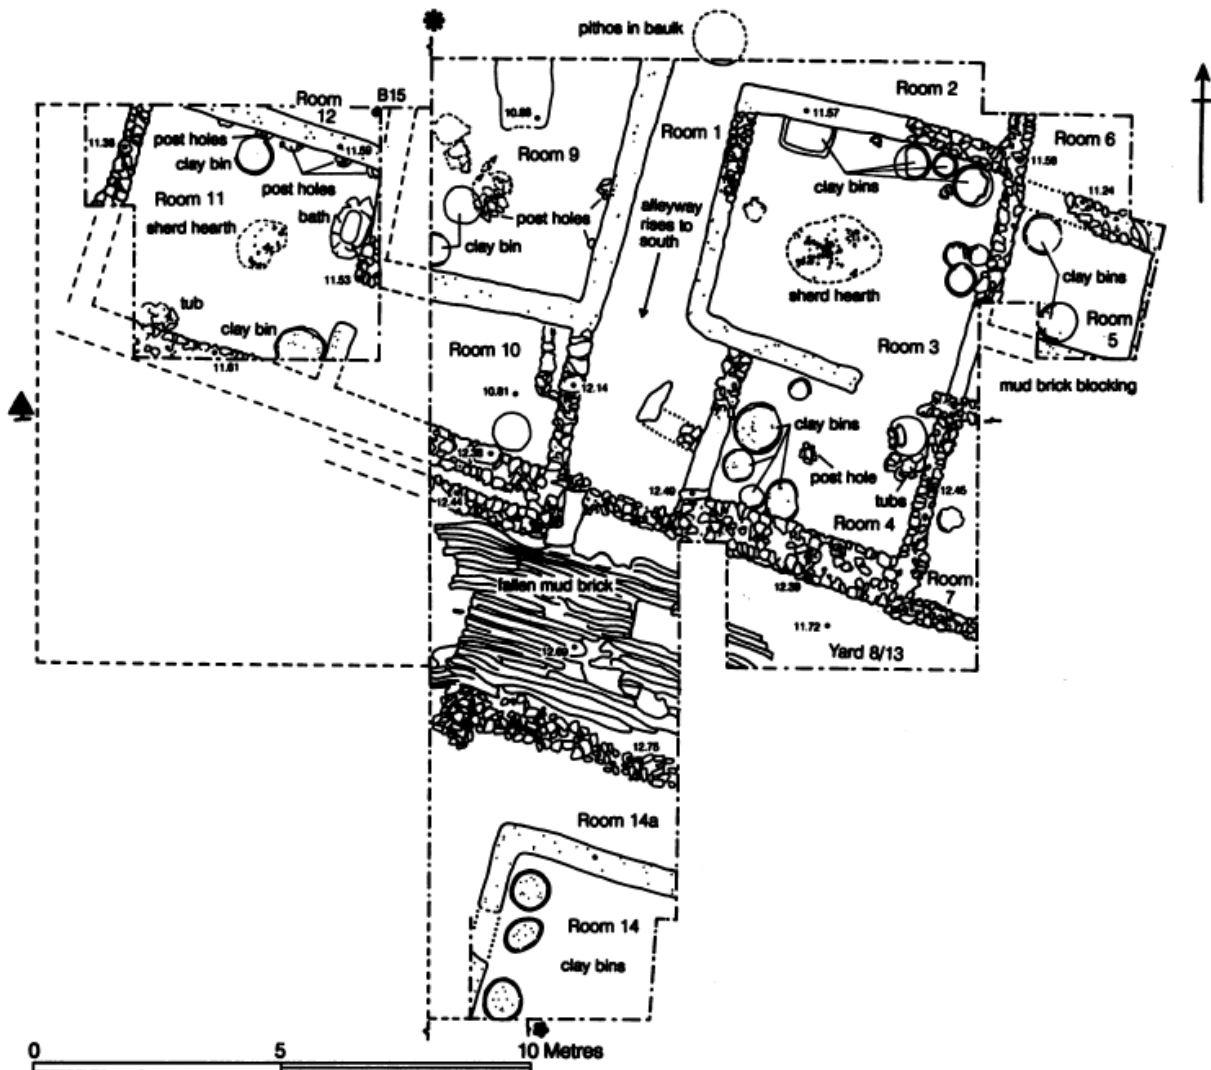 pithos in baulk
Room 12
B15
Room 2
post holes
11.36
11.59
10.88
Room 1
11.57
Room 6
clay bin
Room 9
11.58
post holes
clay bins
11.24
Room 11
bath
post holes
alleyway
rises to
south
sherd hearth
clay bin
clay bins
11.53
sherd hearth
tub
clay bin
Room 5
Room 10
Room 3
11.61
10.81
12.14
mud brick blocking
clay bins
post hole
tubs
12.45
12.49
12.44
Room 4
fallen mud brick
12.39
Room 7
11.72
Yard 8/13
12.75
Room 14a
Room 14
clay bins
0
5
10 Metres